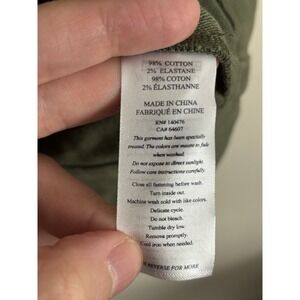 98% COTTON
2% ELASTANE
98% COTON
2% ÉLASTHANNE
MADE IN CHINA
FABRIQUÉ EN CHINE
RN# 140476
CA# 64607
This garment has been specially
treated. The colors are meant to fade
when washed.
Do not expose to direct sunlight.
Follow care instructions carefully.
Close all fastening before wash.
Turn inside out.
Machine wash cold with like colors.
Delicate cycle.
Do not bleach.
Tumble dry low.
Remove promptly.
Cool iron when needed.
REVERSE FOR MORE